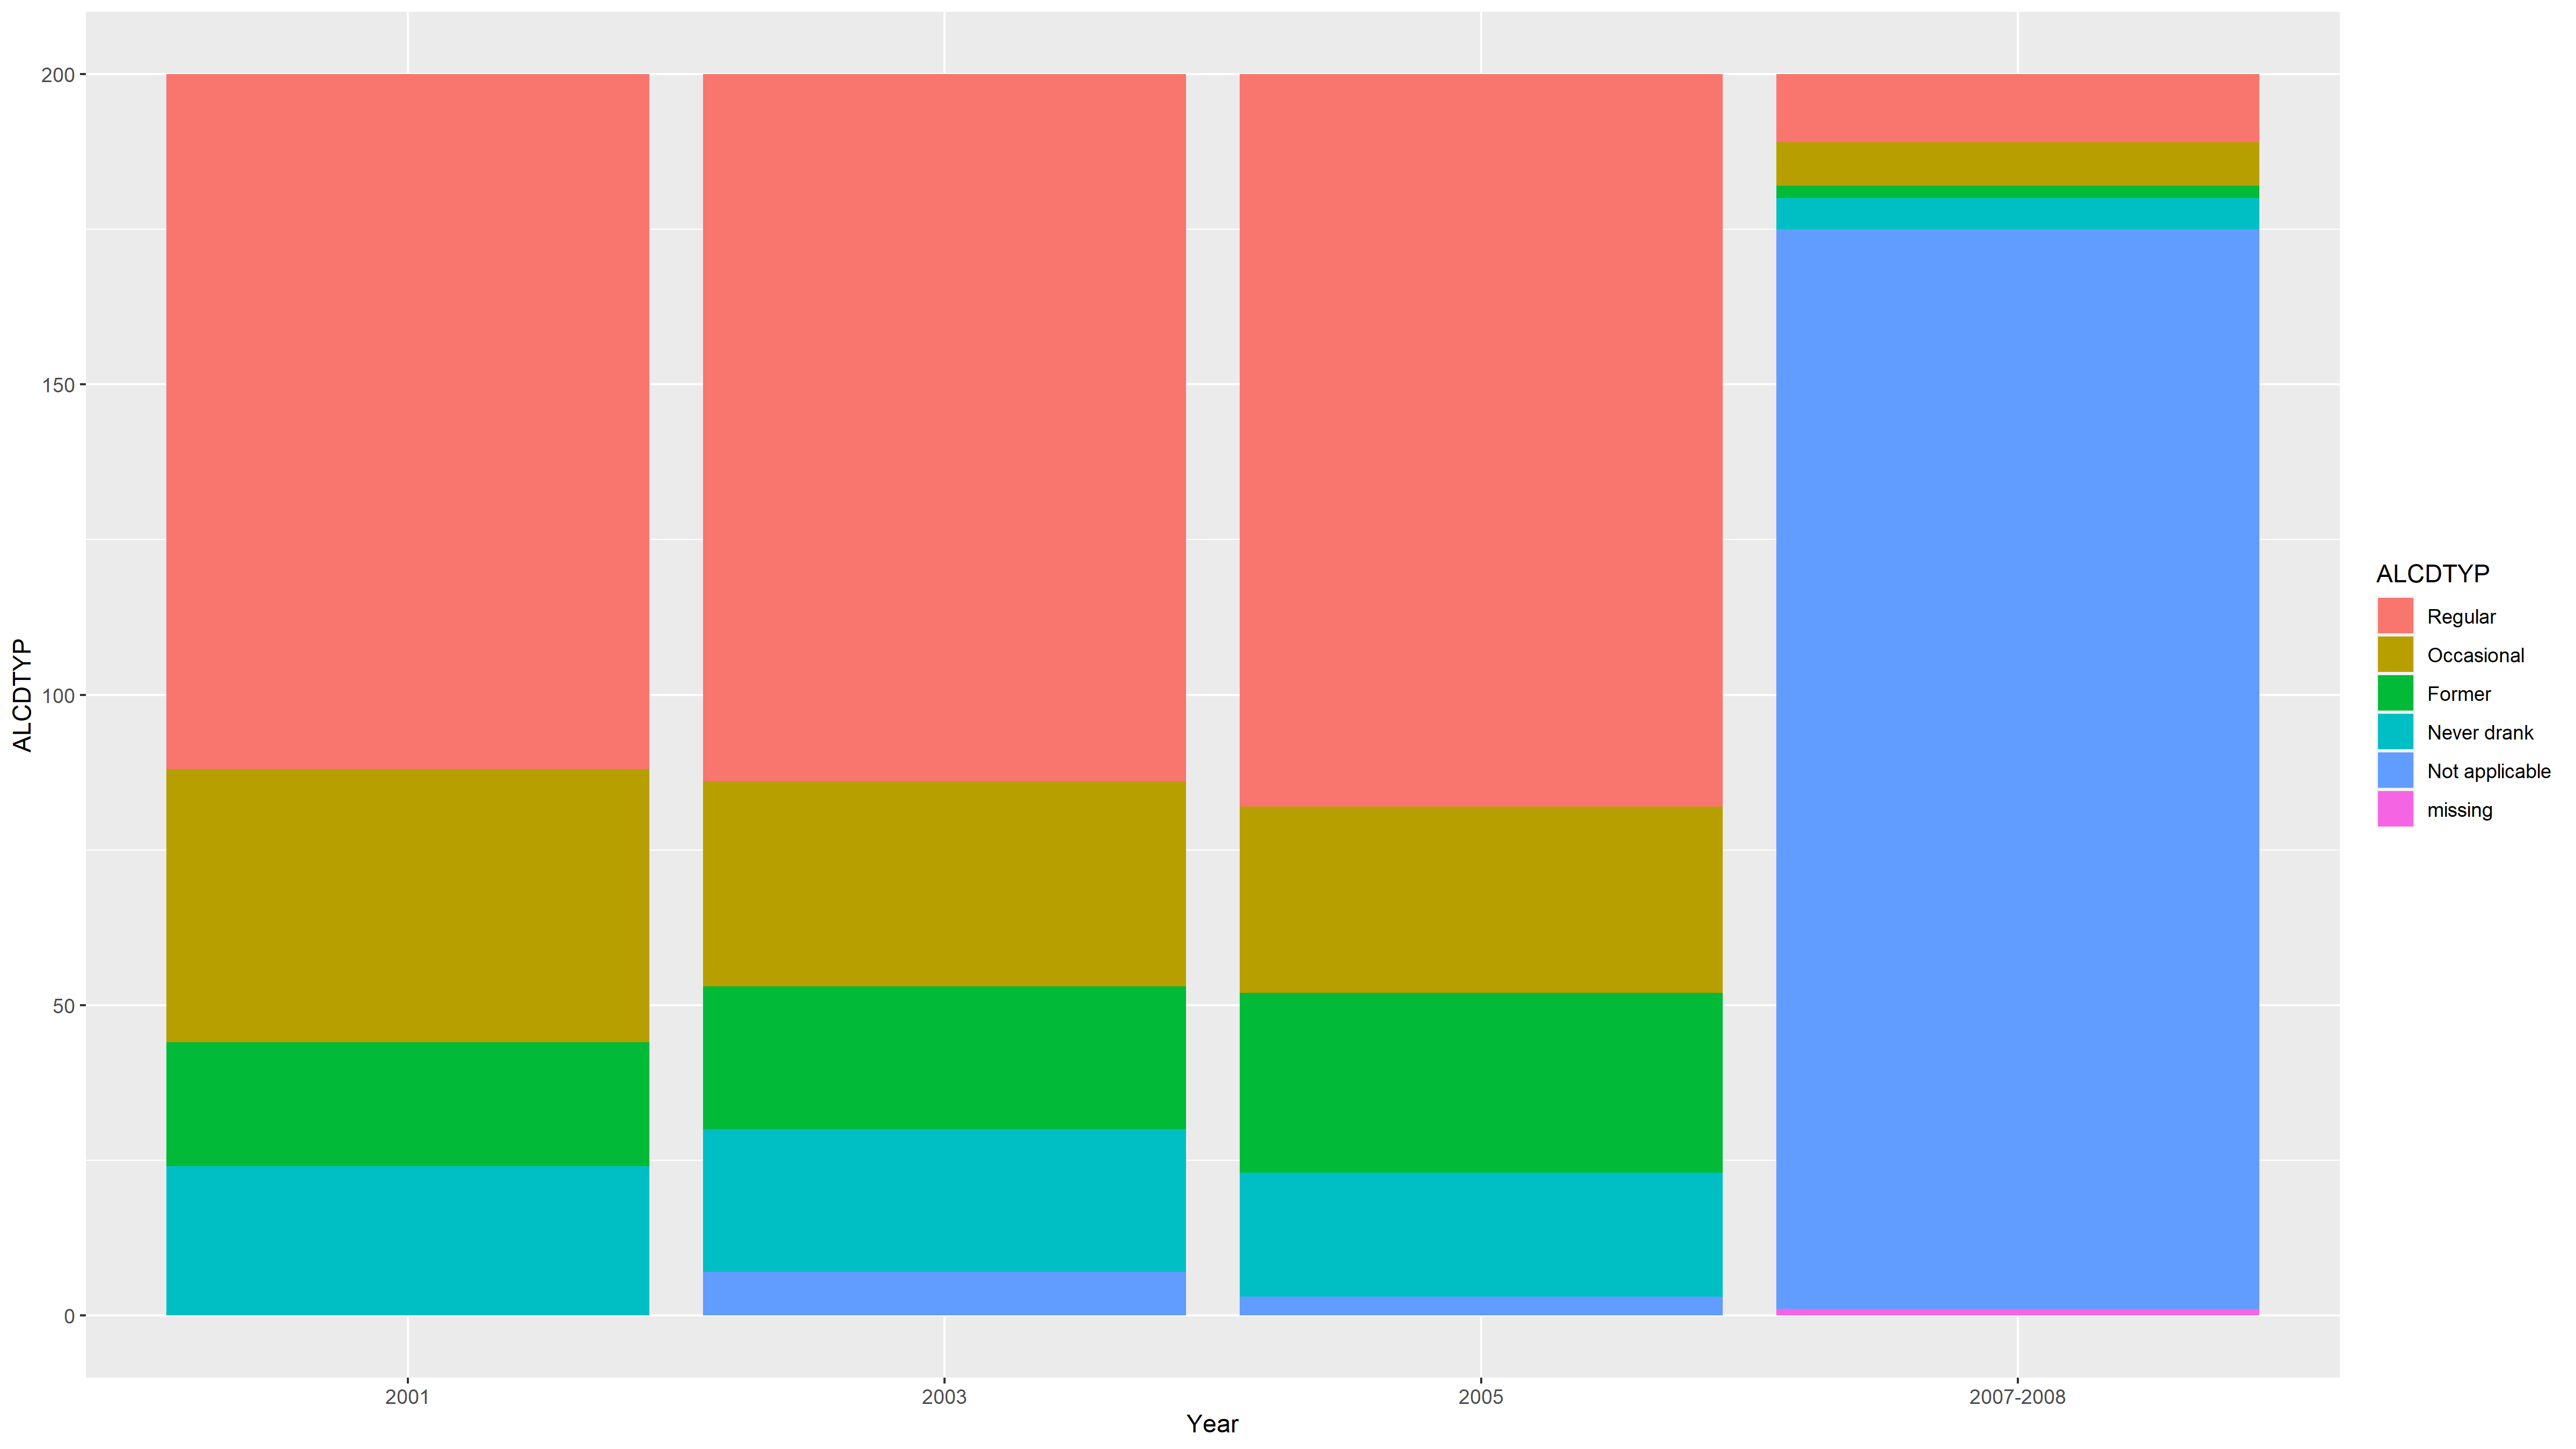 200
150
100
50
0
ALCDTYP
2001
2003
2005
2007-2008
Year
ALCDTYP
Regular
Occasional
Former
Never drank
Not applicable
missing